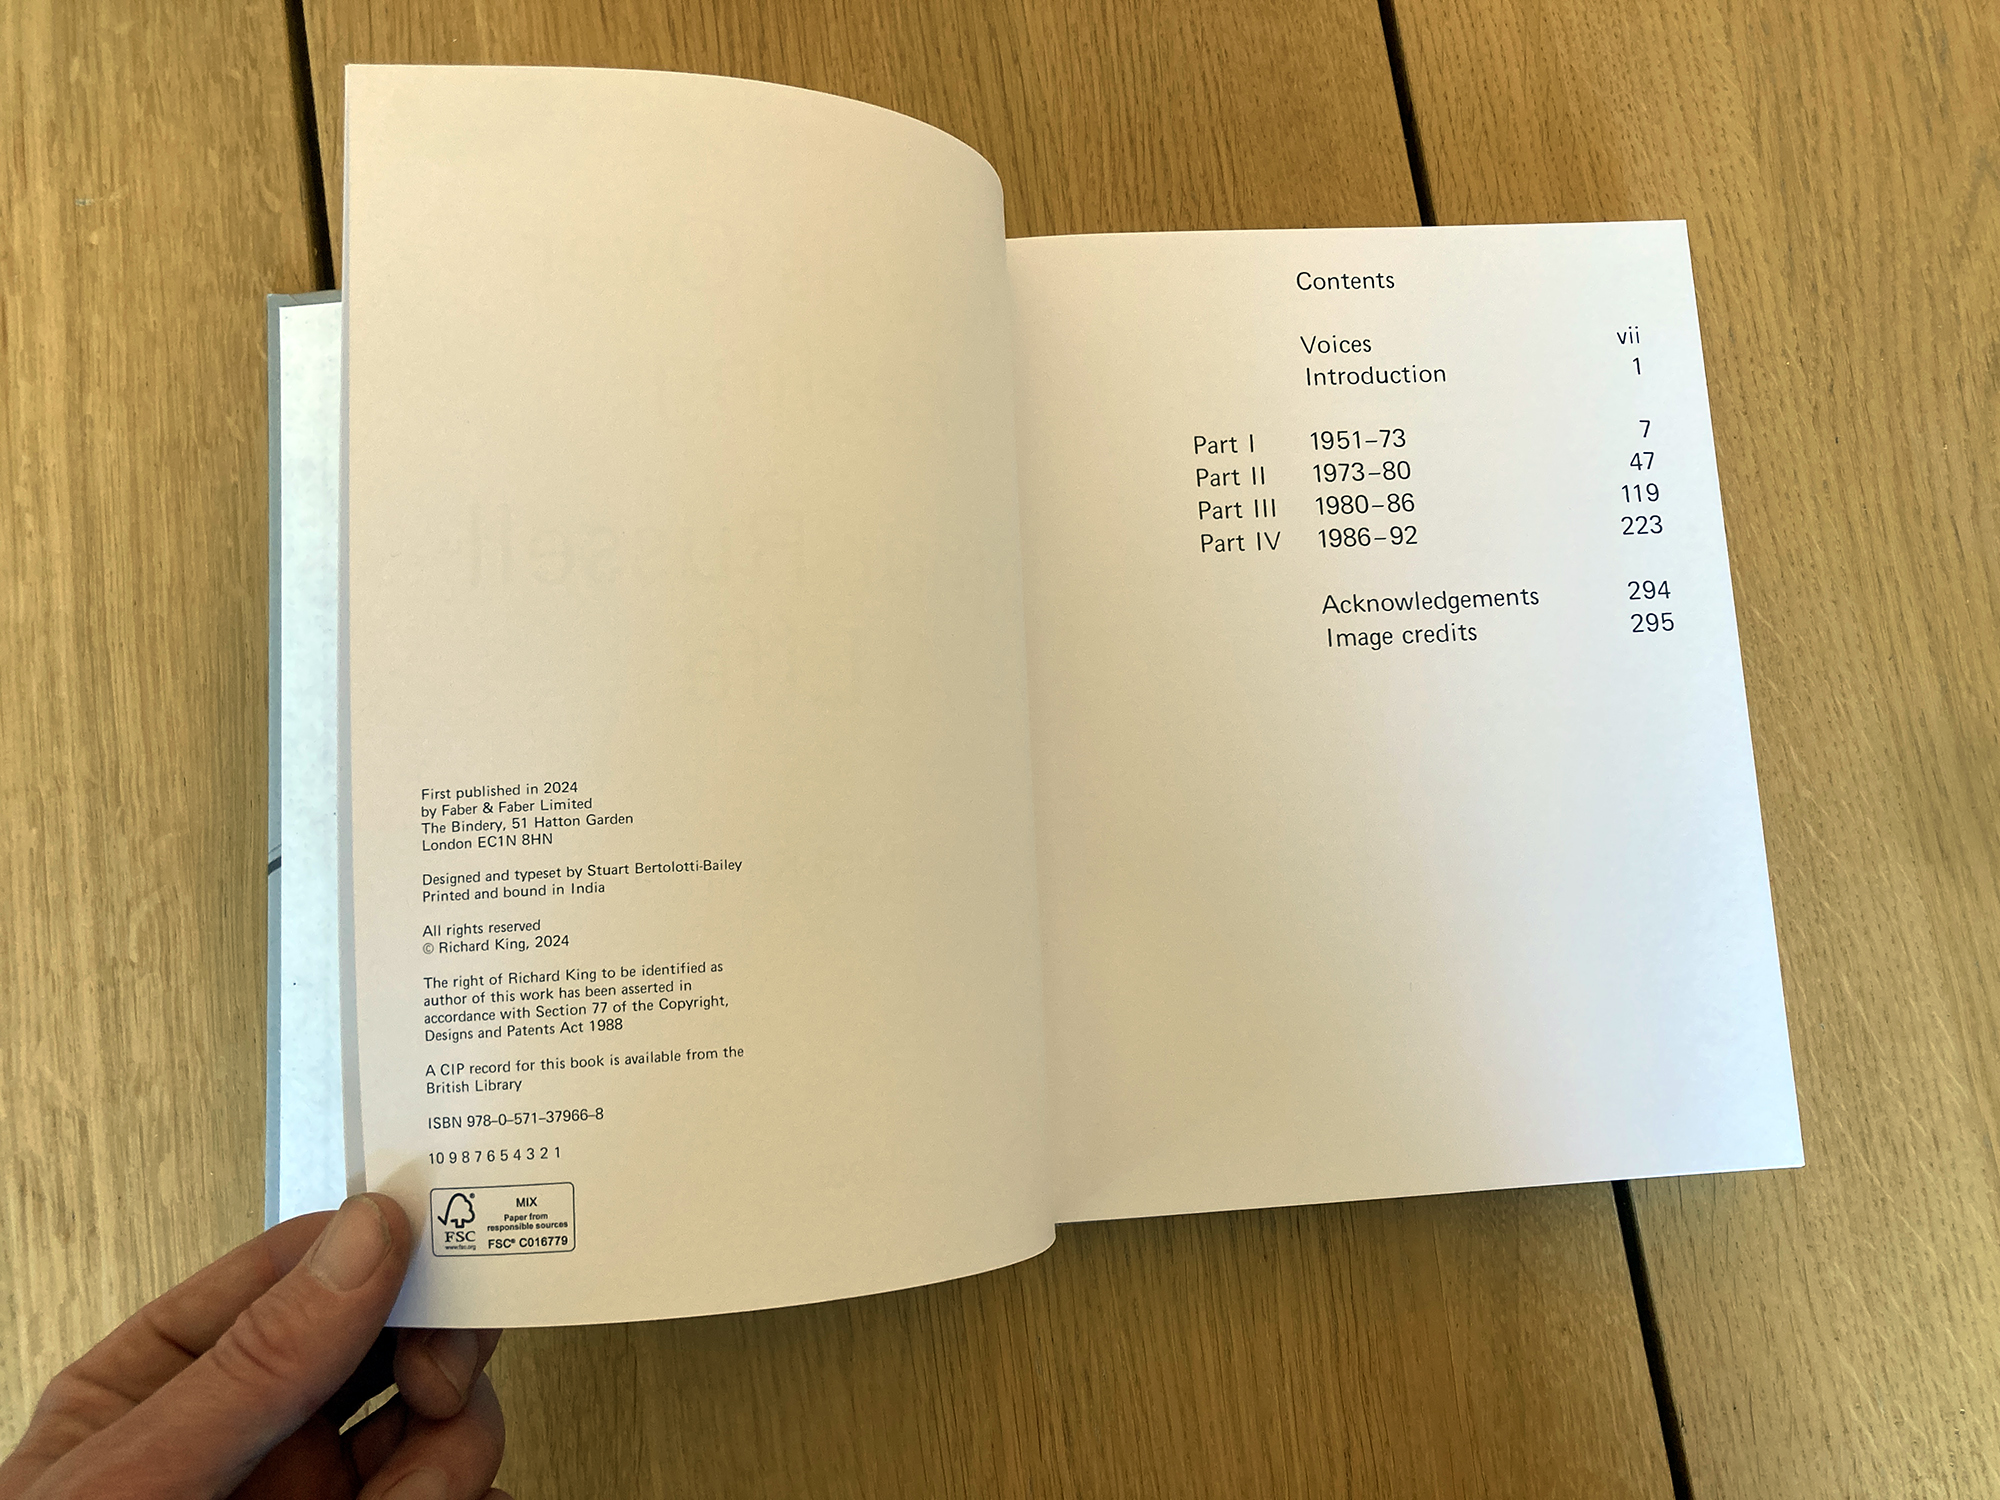 First published in 2024
by Faber & Faber Limited
The Bindery, 51 Hatton Garden
London EC1N 8HN
Designed and typeset by Stuart Bertolotti-Bailey
Printed and bound in India
All rights reserved
© Richard King, 2024
The right of Richard King to be identified as
author of this work has been asserted in
accordance with Section 77 of the Copyright,
Designs and Patents Act 1988
A CIP record for this book is available from the
British Library
ISBN 978–0–571–37966–8
10 9 8 7 6 5 4 3 2 1
FSC®
www.fsc.org
MIX
Paper from
responsible sources
FSC® C016779
Contents
Voices vii
Introduction 1
Part I 1951–73 7
Part II 1973–80 47
Part III 1980–86 119
Part IV 1986–92 223
Acknowledgements 294
Image credits 295